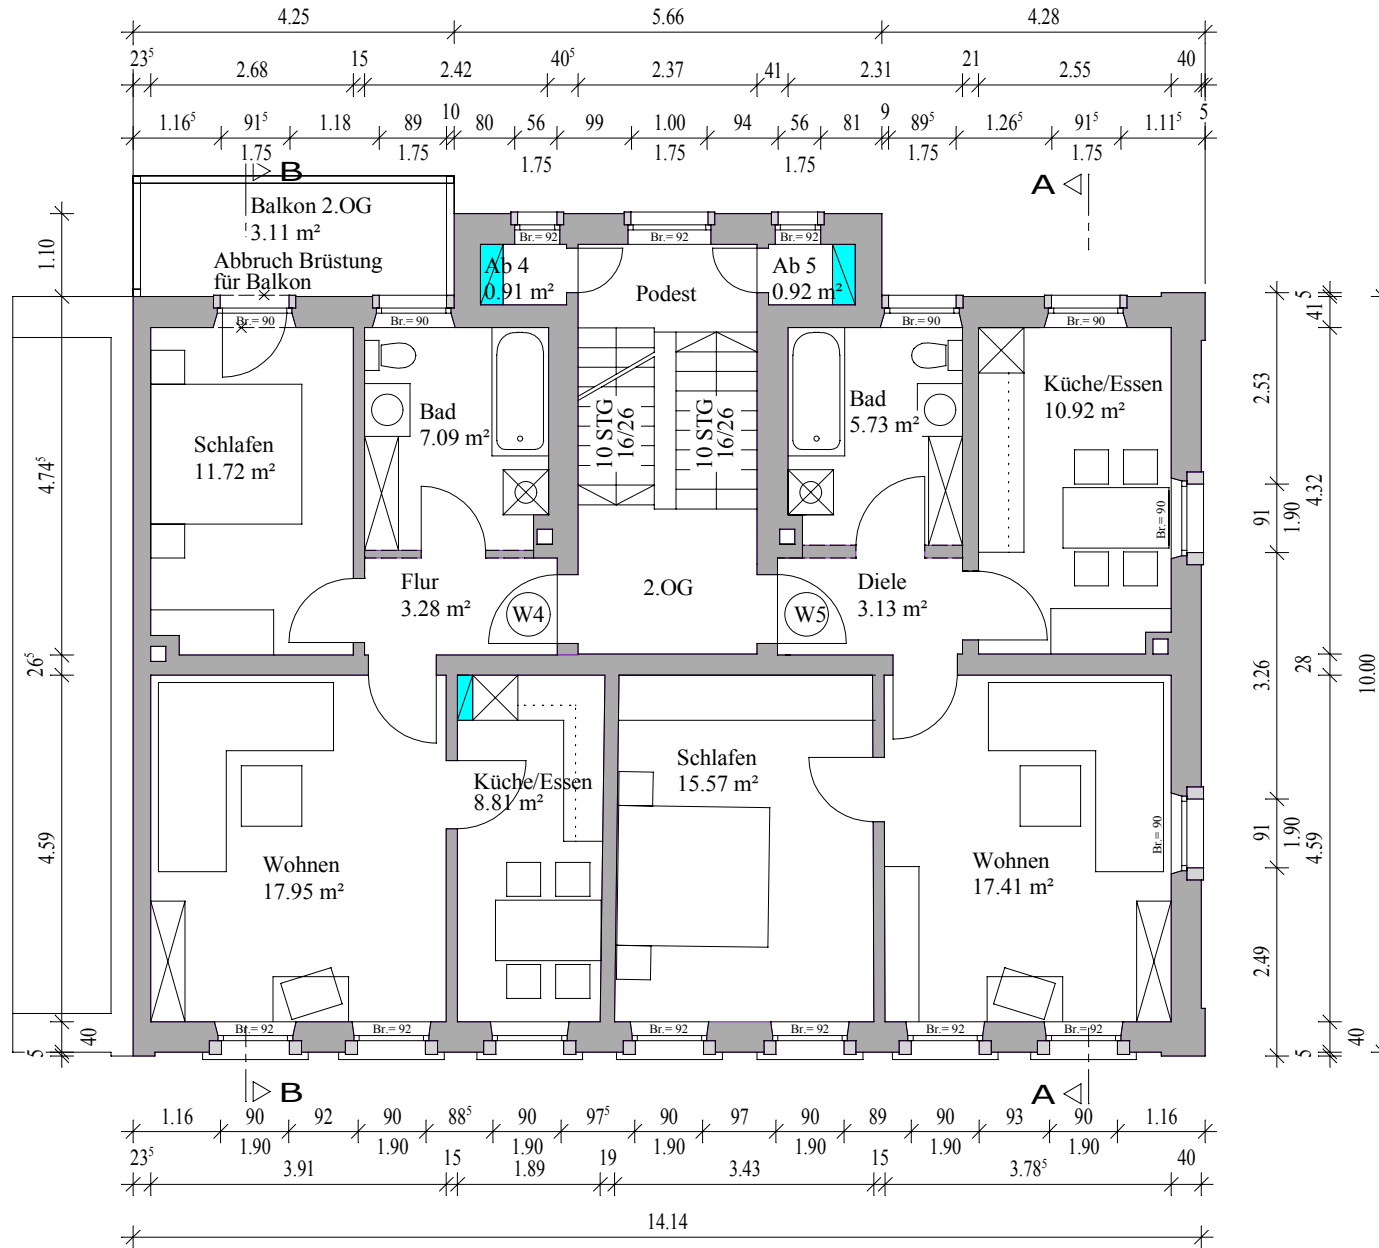 4.25 5.66 4.28
23⁵ 15 40⁵ 41 21 40
2.68 2.42 2.37 2.31 2.55
10 9 5
1.16⁵ 91⁵ 1.18 89 80 56 99 1.00 94 56 81 89⁵ 1.26⁵ 91⁵ 1.11⁵
1.75 1.75 1.75 1.75 1.75 1.75 1.75
B A
Balkon 2.OG
3.11 m²
Abbruch Brüstung
für Balkon
Br.= 90
Br.= 90
Br.= 92
Br.= 92
Br.= 92
Br.= 90
Br.= 90
Ab 4
0.91 m²
Podest
Ab 5
0.92 m²
1.10
4.74⁵
26⁵
4.59
40
5
Schlafen
11.72 m²
Bad
7.09 m²
10 STG
16/26
10 STG
16/26
Bad
5.73 m²
Küche/Essen
10.92 m²
Br.= 90
Flur
3.28 m²
W4
2.OG
W5
Diele
3.13 m²
Wohnen
17.95 m²
Küche/Essen
8.81 m²
Schlafen
15.57 m²
Wohnen
17.41 m²
Br.= 90
Br.= 92
Br.= 92
Br.= 92
Br.= 92
Br.= 92
Br.= 92
2.53
91
1.90
3.26
91
1.90
2.49
5
41
4.32
28
4.59
5
40
10.00
B A
1.16 90 92 90 88⁵ 90 97⁵ 90 97 90 89 90 93 90 1.16
1.90 1.90 1.90 1.90 1.90 1.90 1.90
23⁵ 15 19 15 40
3.91 1.89 3.43 3.78⁵
14.14